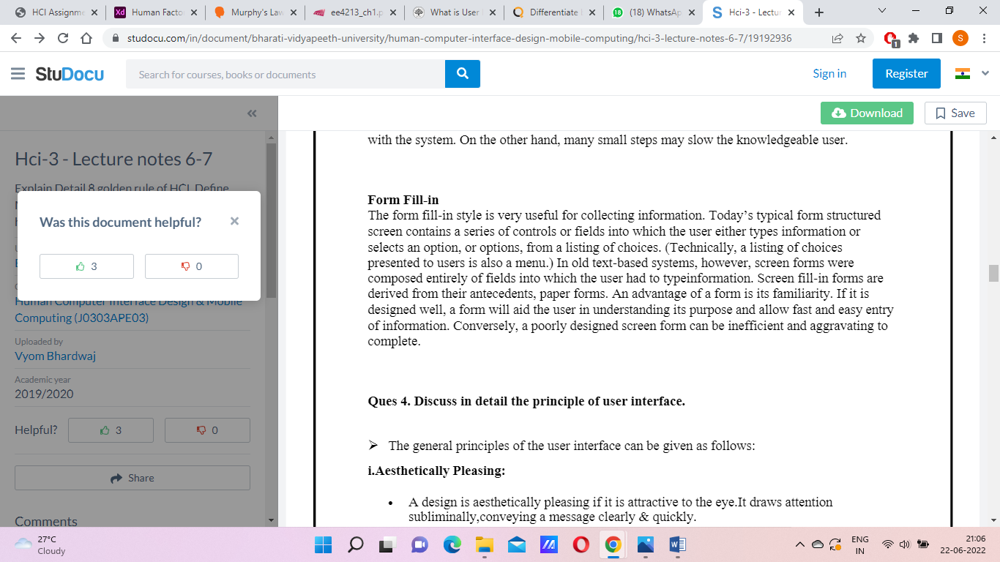 HCI Assignme
Human Facto
Murphy's Law
ee4213_ch1.p
What is User
Differentiate
(18) WhatsAp
Hci-3 - Lectur
studocu.com/in/document/bharati-vidyapeeth-university/human-computer-interface-design-mobile-computing/hci-3-lecture-notes-6-7/19192936
StuDocu
Search for courses, books or documents
Sign in
Register
Download
Save
Hci-3 - Lecture notes 6-7
Explain Detail 8 golden rule of HCI. Define
Was this document helpful?
3
0
Human Computer Interface Design & Mobile
Computing (J0303APE03)
Uploaded by
Vyom Bhardwaj
Academic year
2019/2020
Helpful?
3
0
Share
Comments
with the system. On the other hand, many small steps may slow the knowledgeable user.
Form Fill-in
The form fill-in style is very useful for collecting information. Today’s typical form structured
screen contains a series of controls or fields into which the user either types information or
selects an option, or options, from a listing of choices. (Technically, a listing of choices
presented to users is also a menu.) In old text-based systems, however, screen forms were
composed entirely of fields into which the user had to typeinformation. Screen fill-in forms are
derived from their antecedents, paper forms. An advantage of a form is its familiarity. If it is
designed well, a form will aid the user in understanding its purpose and allow fast and easy entry
of information. Conversely, a poorly designed screen form can be inefficient and aggravating to
complete.
Ques 4. Discuss in detail the principle of user interface.
➢ The general principles of the user interface can be given as follows:
i.Aesthetically Pleasing:
• A design is aesthetically pleasing if it is attractive to the eye.It draws attention
subliminally,conveying a message clearly & quickly.
27°C
Cloudy
ENG
IN
21:06
22-06-2022